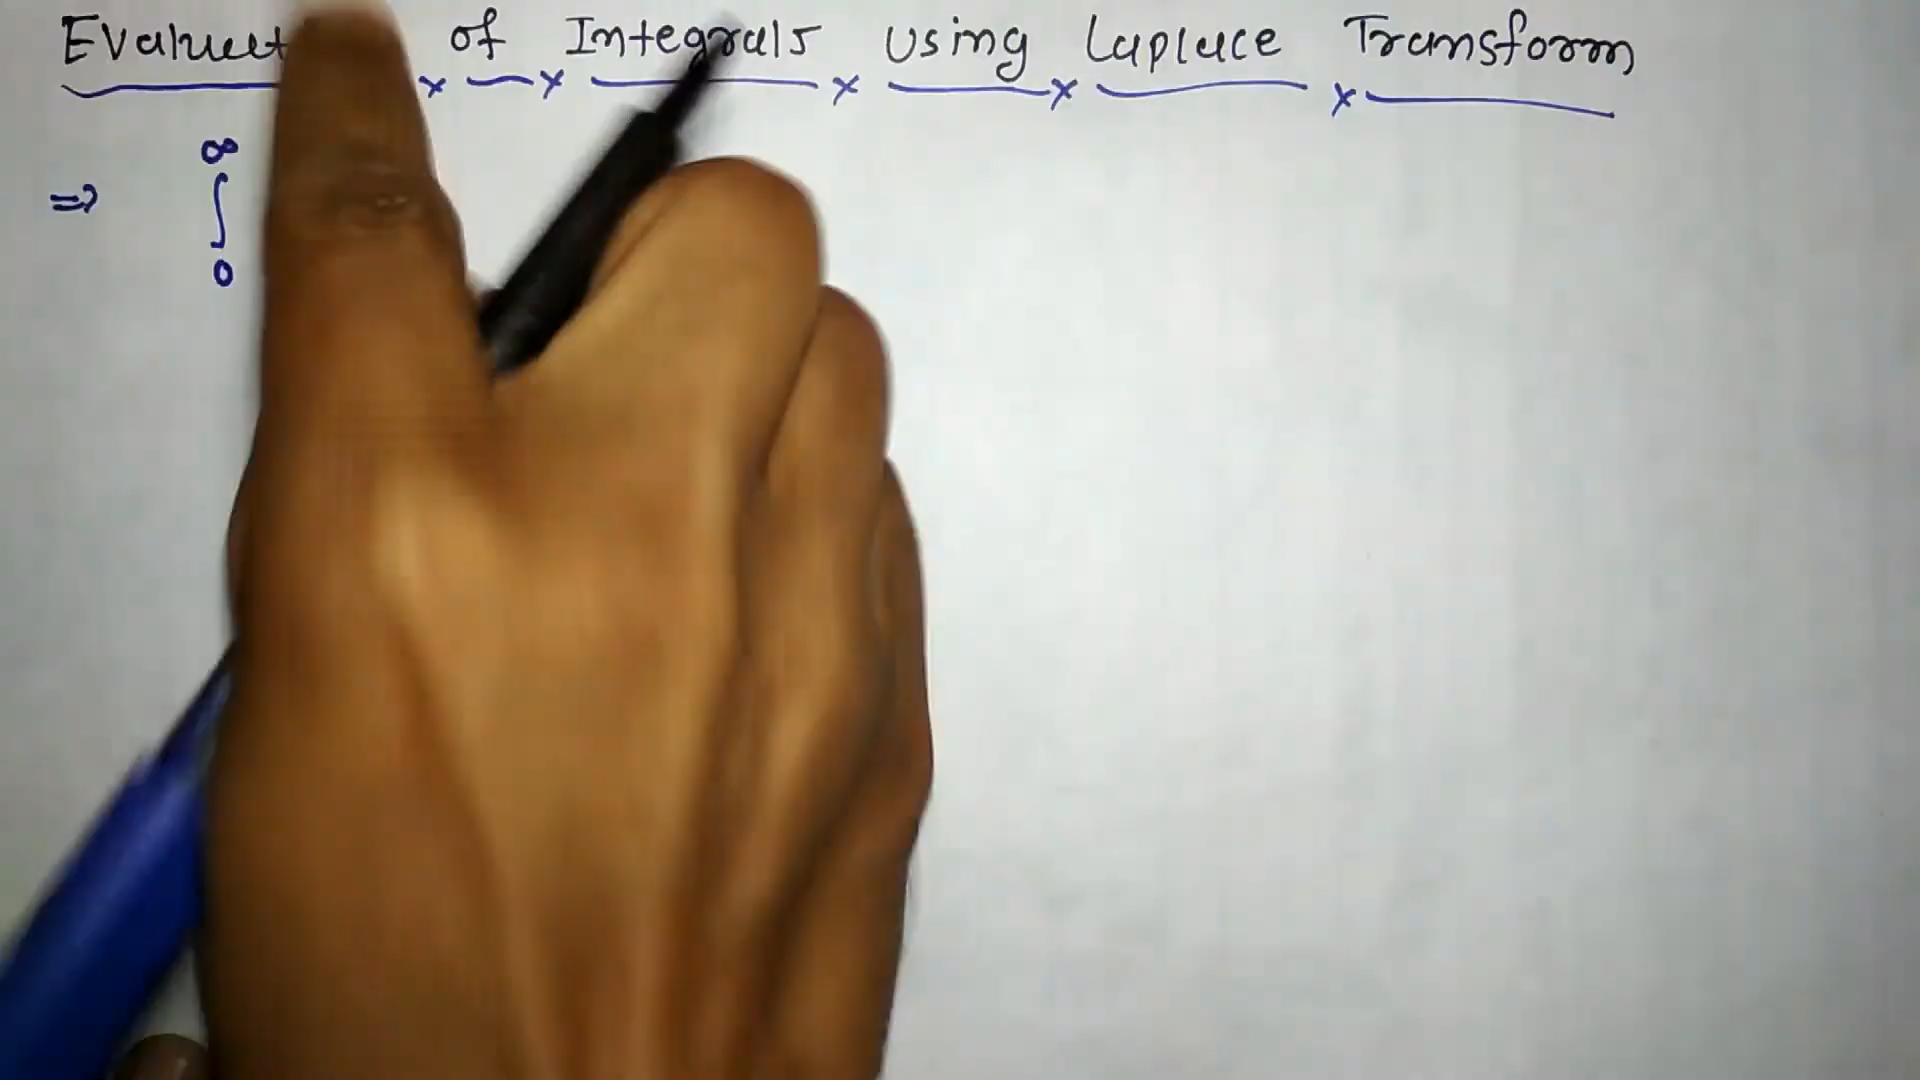 of Integrals using Laplace Transform
∞
⇒ ∫
0